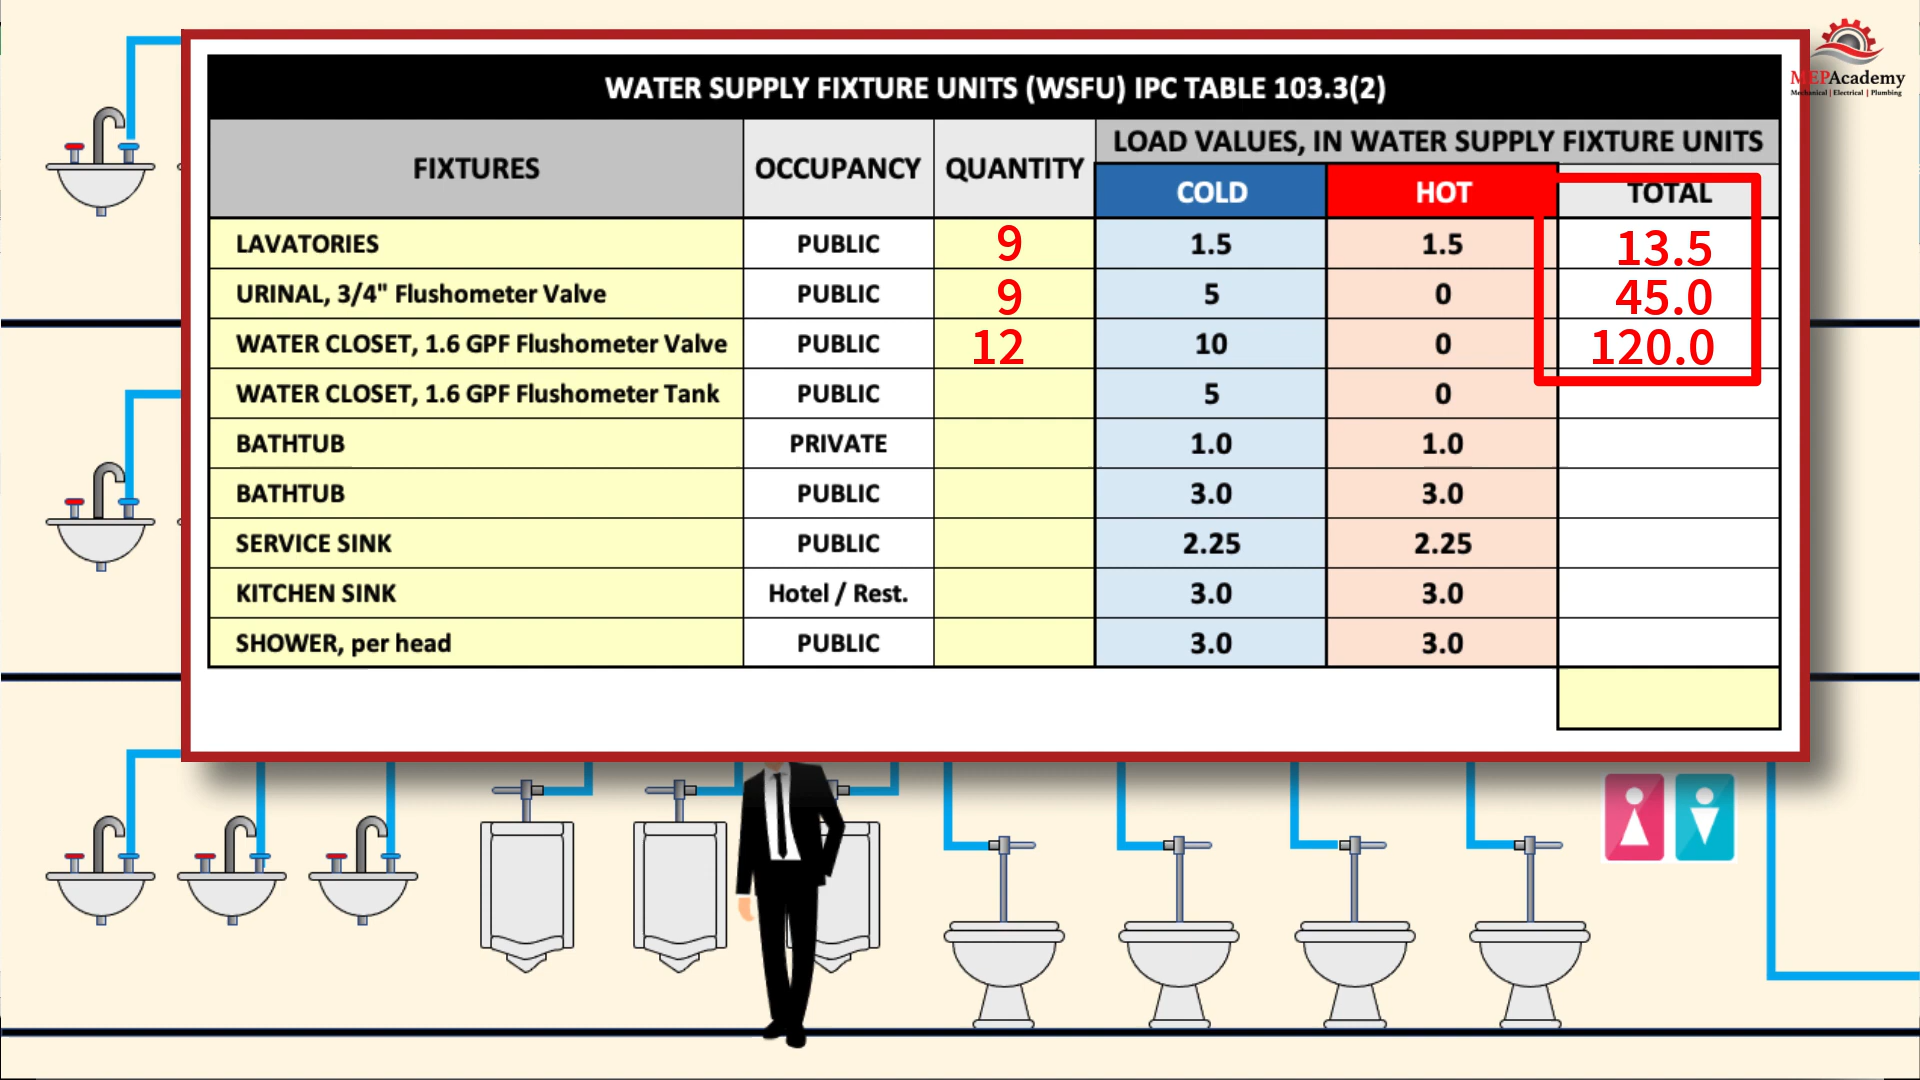 MEPAcademy
Mechanical | Electrical | Plumbing
WATER SUPPLY FIXTURE UNITS (WSFU) IPC TABLE 103.3(2)
FIXTURES OCCUPANCY QUANTITY LOAD VALUES, IN WATER SUPPLY FIXTURE UNITS
COLD HOT TOTAL
LAVATORIES PUBLIC 9 1.5 1.5 13.5
URINAL, 3/4" Flushometer Valve PUBLIC 9 5 0 45.0
WATER CLOSET, 1.6 GPF Flushometer Valve PUBLIC 12 10 0 120.0
WATER CLOSET, 1.6 GPF Flushometer Tank PUBLIC 5 0
BATHTUB PRIVATE 1.0 1.0
BATHTUB PUBLIC 3.0 3.0
SERVICE SINK PUBLIC 2.25 2.25
KITCHEN SINK Hotel / Rest. 3.0 3.0
SHOWER, per head PUBLIC 3.0 3.0